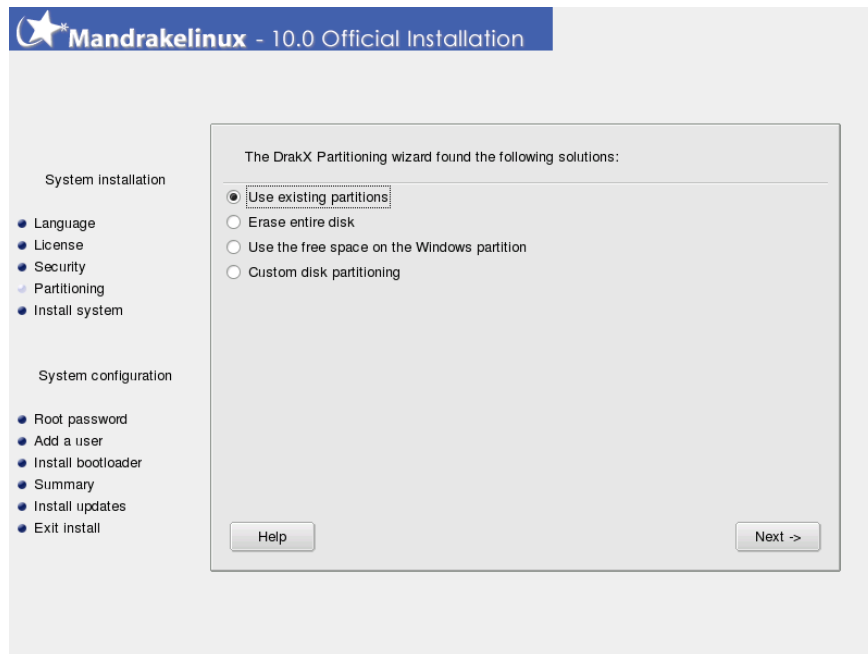 Mandrakelinux - 10.0 Official Installation
System installation
Language
License
Security
Partitioning
Install system
System configuration
Root password
Add a user
Install bootloader
Summary
Install updates
Exit install
The DrakX Partitioning wizard found the following solutions:
Use existing partitions
Erase entire disk
Use the free space on the Windows partition
Custom disk partitioning
Help
Next ->